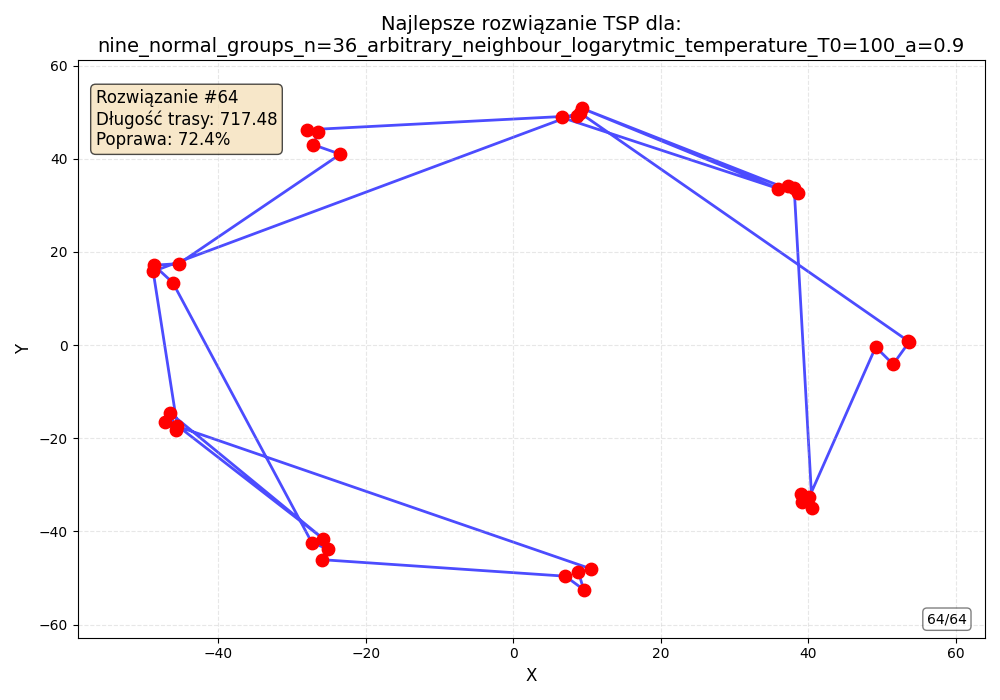 Najlepsze rozwiązanie TSP dla:
nine_normal_groups_n=36_arbitrary_neighbour_logarytmic_temperature_T0=100_a=0.9
Rozwiązanie #64
Długość trasy: 717.48
Poprawa: 72.4%
60
40
20
0
−20
−40
−60
Y
64/64
−40
−20
0
20
40
60
X